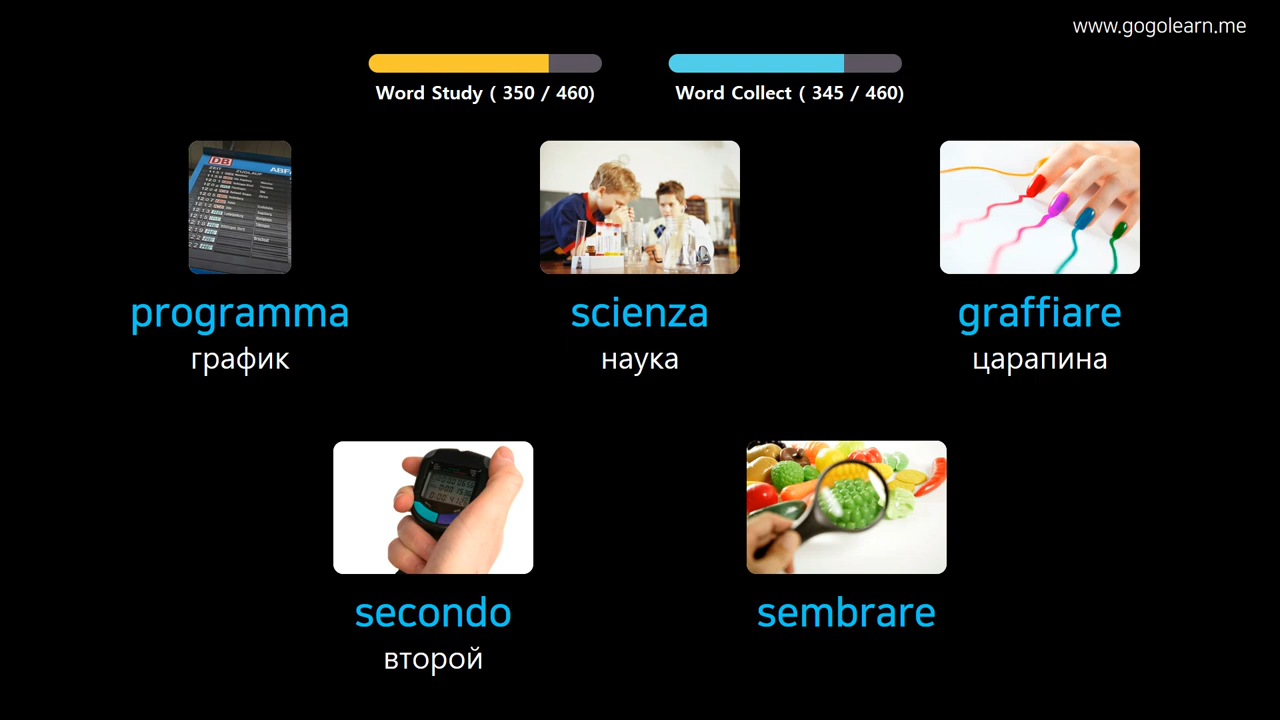 www.gogolearn.me
Word Study ( 350 / 460)
Word Collect ( 345 / 460)
DB
programma
график
scienza
наука
graffiare
царапина
secondo
второй
sembrare